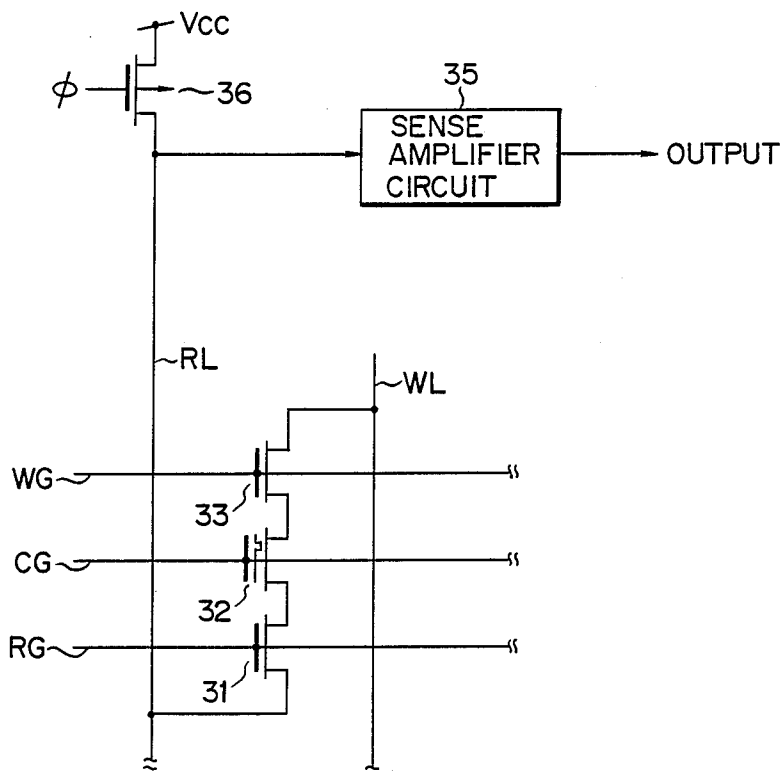 Vcc
ϕ
36
35
SENSE
AMPLIFIER
CIRCUIT
OUTPUT
RL
WL
WG
33
CG
32
RG
31